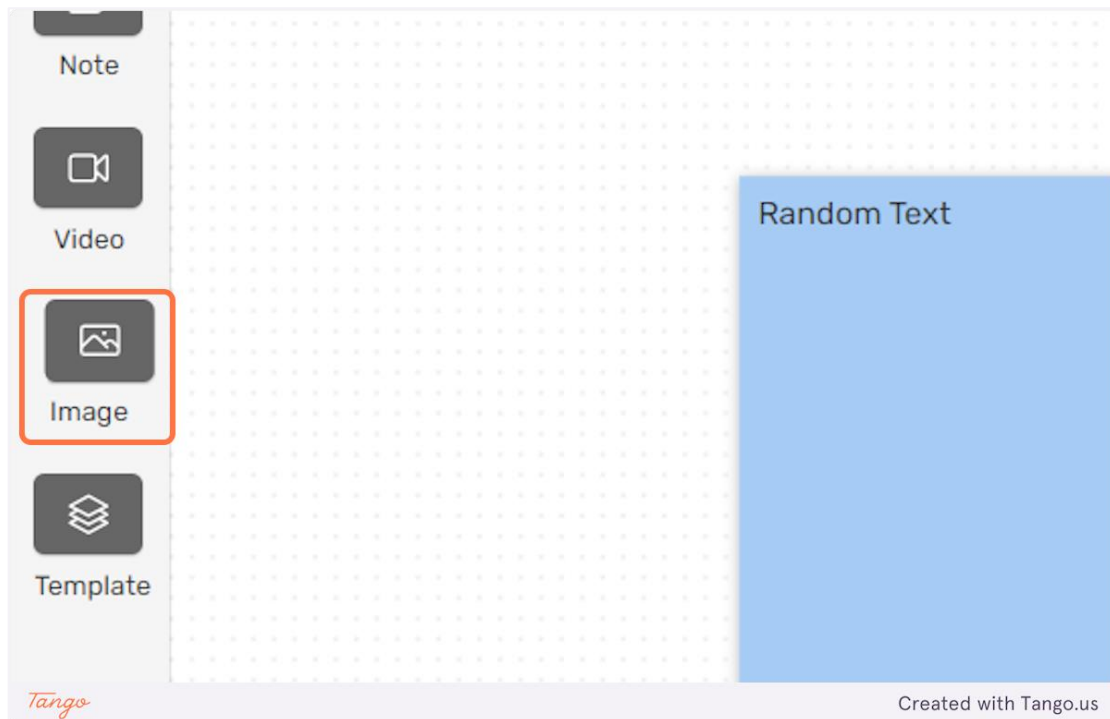 Note
Video
Image
Template
Random Text
Tango
Created with Tango.us